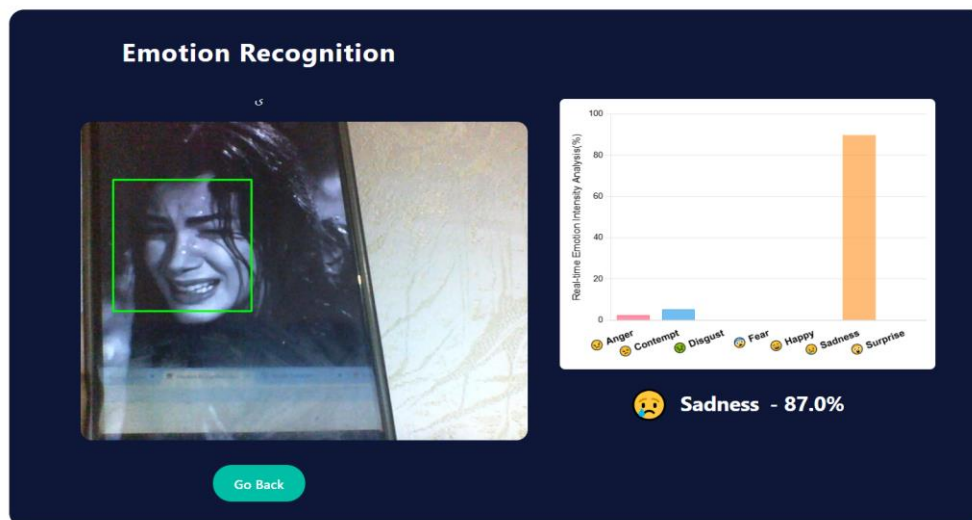 Emotion Recognition
ى
Real-time Emotion Intensity Analysis(%)
100
80
60
40
20
0
Anger
Contempt
Disgust
Fear
Happy
Sadness
Surprise
Sadness - 87.0%
Go Back